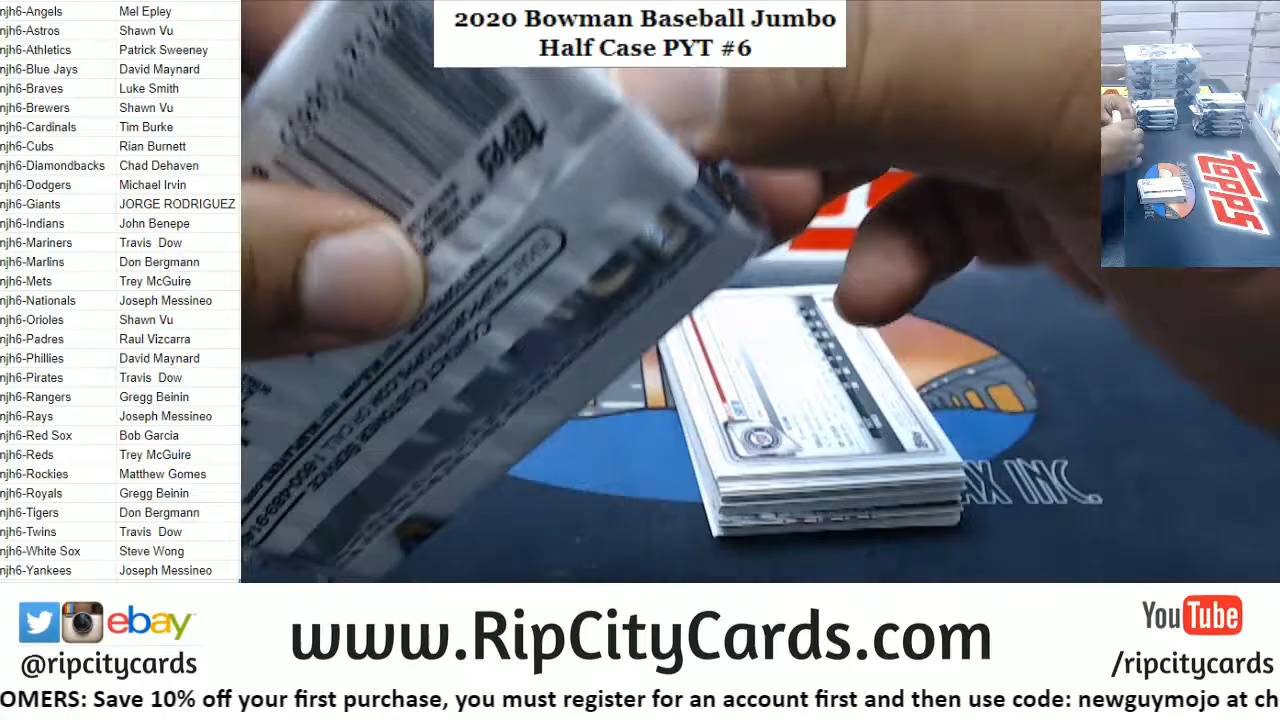 2020 Bowman Baseball Jumbo
Half Case PYT #6
njh6-Angels Mel Epley
njh6-Astros Shawn Vu
njh6-Athletics Patrick Sweeney
njh6-Blue Jays David Maynard
njh6-Braves Luke Smith
njh6-Brewers Shawn Vu
njh6-Cardinals Tim Burke
njh6-Cubs Rian Burnett
njh6-Diamondbacks Chad Dehaven
njh6-Dodgers Michael Irvin
njh6-Giants JORGE RODRIGUEZ
njh6-Indians John Benepe
njh6-Mariners Travis Dow
njh6-Marlins Don Bergmann
njh6-Mets Trey McGuire
njh6-Nationals Joseph Messineo
njh6-Orioles Shawn Vu
njh6-Padres Raul Vizcarra
njh6-Phillies David Maynard
njh6-Pirates Travis Dow
njh6-Rangers Gregg Beinin
njh6-Rays Joseph Messineo
njh6-Red Sox Bob Garcia
njh6-Reds Trey McGuire
njh6-Rockies Matthew Gomes
njh6-Royals Gregg Beinin
njh6-Tigers Don Bergmann
njh6-Twins Travis Dow
njh6-White Sox Steve Wong
njh6-Yankees Joseph Messineo
topps
CONTACT CUSTOMER SERVICE
AX INC.
topps
ebay
@ripcitycards
www.RipCityCards.com
YouTube
/ripcitycards
OMERS: Save 10% off your first purchase, you must register for an account first and then use code: newguymojo at ch